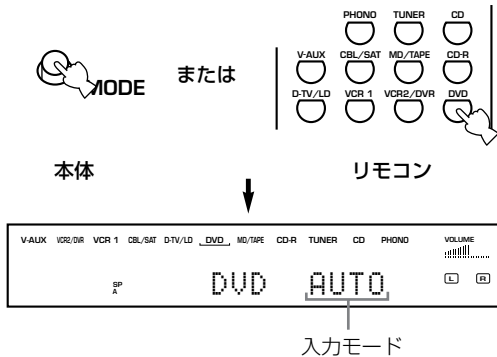 PHONO TUNER CD
V-AUX CBL/SAT MD/TAPE CD-R
MODE または
D-TV/LD VCR 1 VCR2/DVR DVD
本体 リモコン
V-AUX VCR2/DVR VCR 1 CBL/SAT D-TV/LD DVD MD/TAPE CD-R TUNER CD PHONO VOLUME
SP
A
DVD AUTO
L R
入力モード